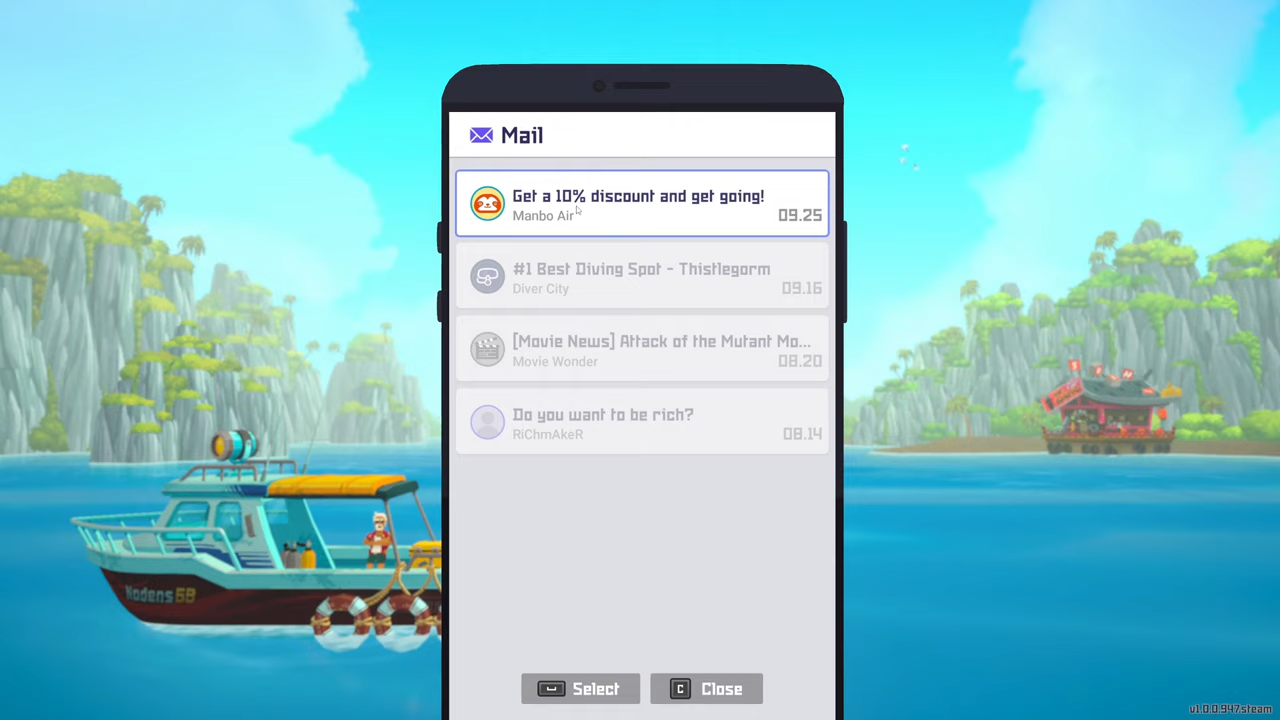 Mail
Get a 10% discount and get going!
Manbo Air
09.25
#1 Best Diving Spot - Thistlegorm
Diver City
09.16
[Movie News] Attack of the Mutant Mo...
Movie Wonder
08.20
Do you want to be rich?
RiChmAkeR
08.14
Nodens68
Select
C Close
v1.0.0.947.steam